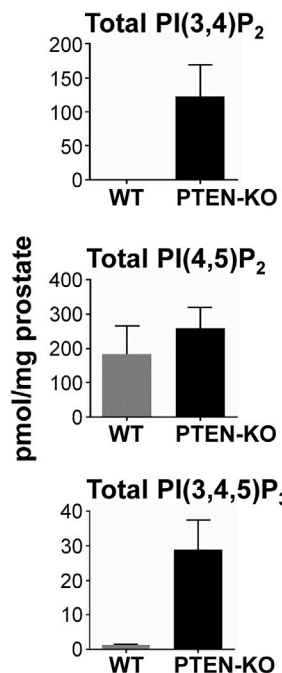 Total PI(3,4)P₂
200
150
100
50
0
WT PTEN-KO
pmol/mg prostate
Total PI(4,5)P₂
400
300
200
100
0
WT PTEN-KO
Total PI(3,4,5)P₃
40
30
20
10
0
WT PTEN-KO